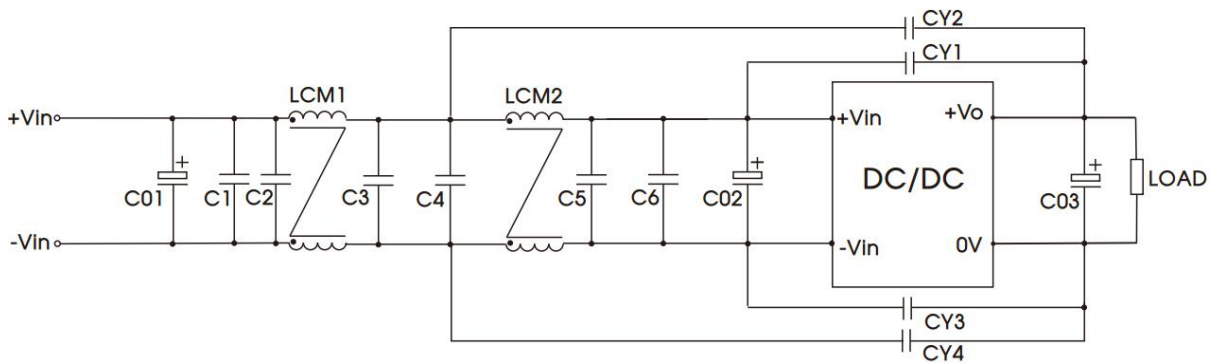 CY2
CY1
LCM1
LCM2
+Vin
+Vin
+Vo
+
+
+
C01
C1
C2
C3
C4
C5
C6
C02
DC/DC
C03
LOAD
-Vin
-Vin
0V
CY3
CY4